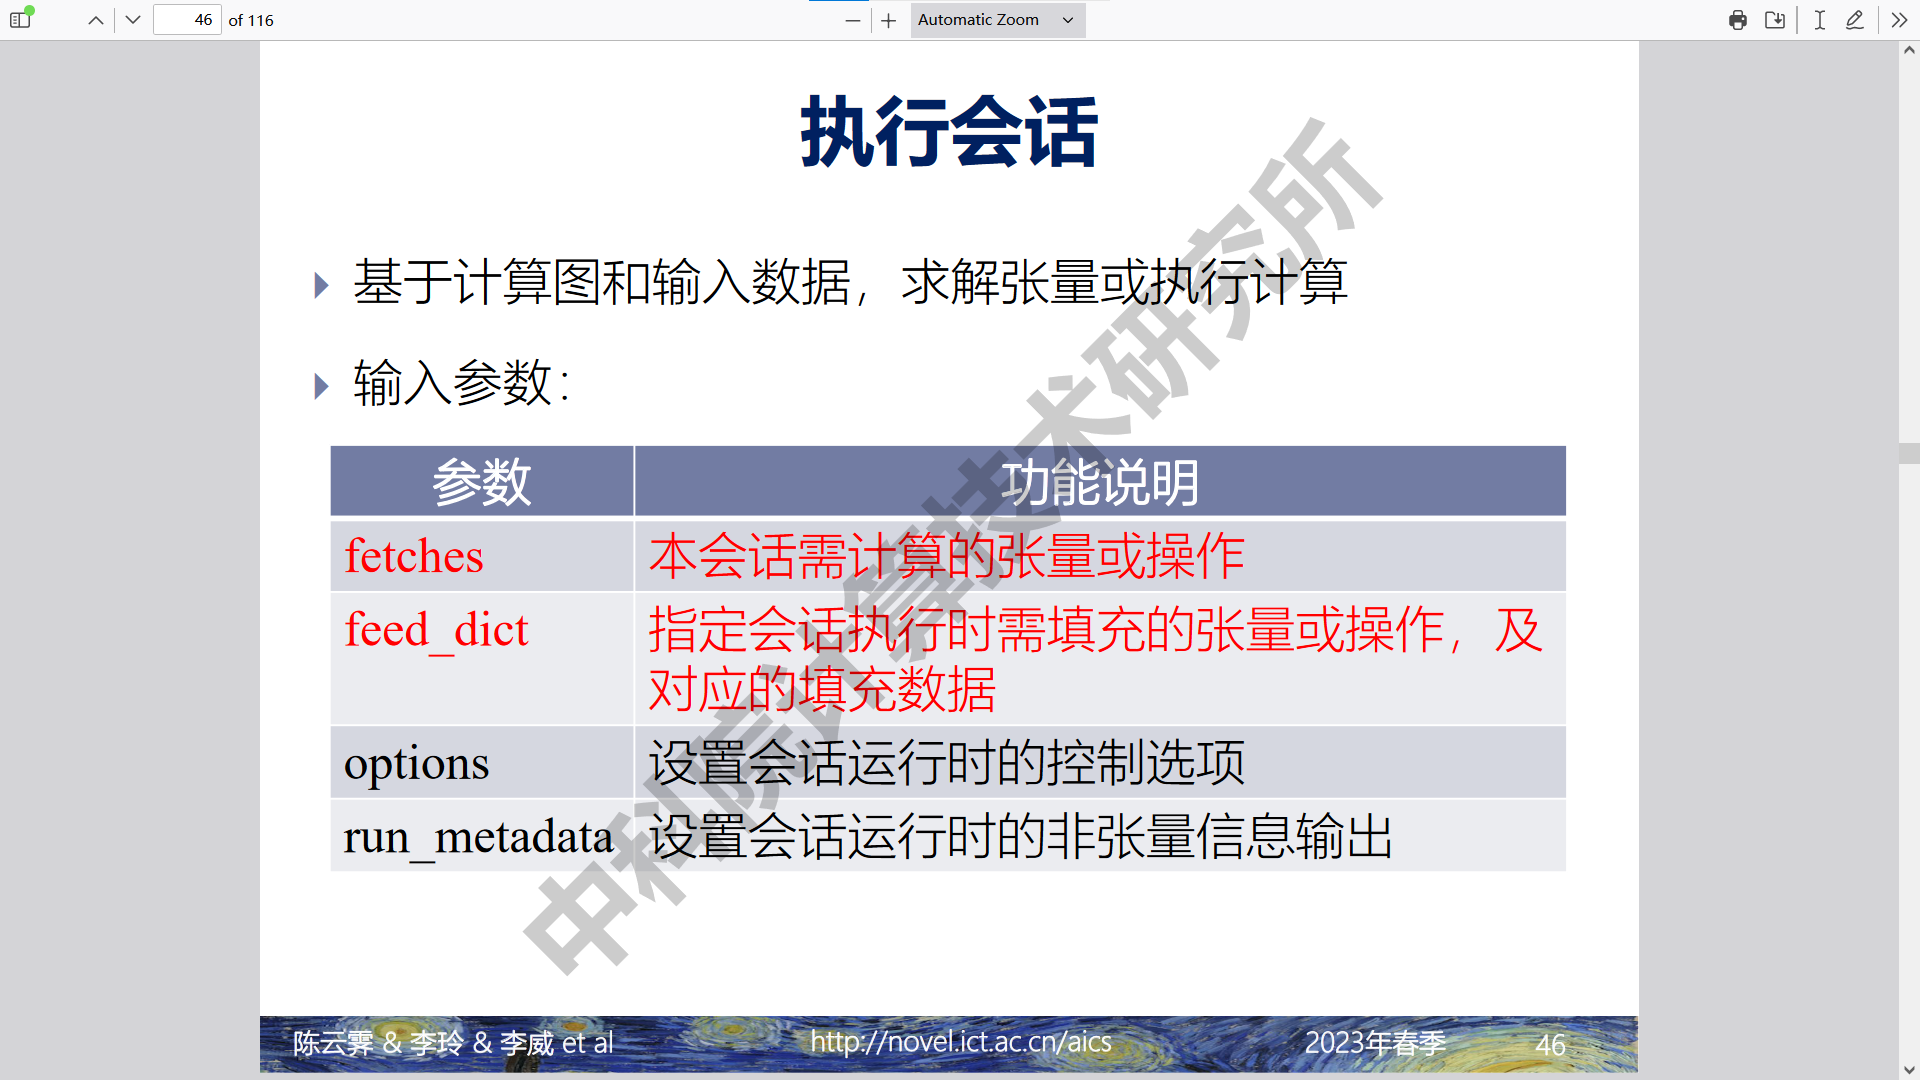 46 of 116
Automatic Zoom
执行会话
基于计算图和输入数据，求解张量或执行计算
输入参数：
参数 功能说明
fetches 本会话需计算的张量或操作
feed_dict 指定会话执行时需填充的张量或操作，及
对应的填充数据
options 设置会话运行时的控制选项
run_metadata 设置会话运行时的非张量信息输出
中科院计算技术研究所
陈云霁 & 李玲 & 李威 et al http://novel.ict.ac.cn/aics 2023年春季 46